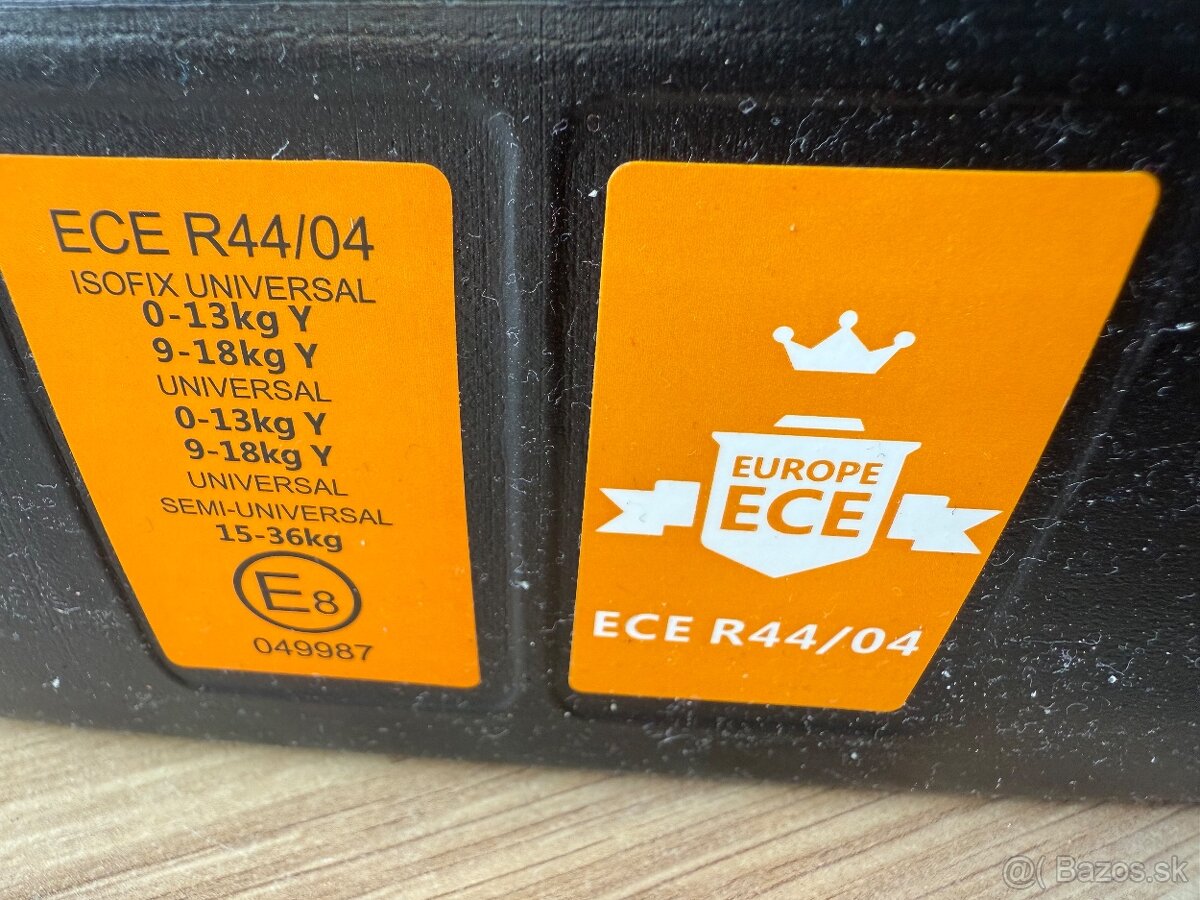 ECE R44/04
ISOFIX UNIVERSAL
0-13kg Y
9-18kg Y
UNIVERSAL
0-13kg Y
9-18kg Y
UNIVERSAL
SEMI-UNIVERSAL
15-36kg
E8
049987
EUROPE
ECE
ECE R44/04
@( Bazos.sk